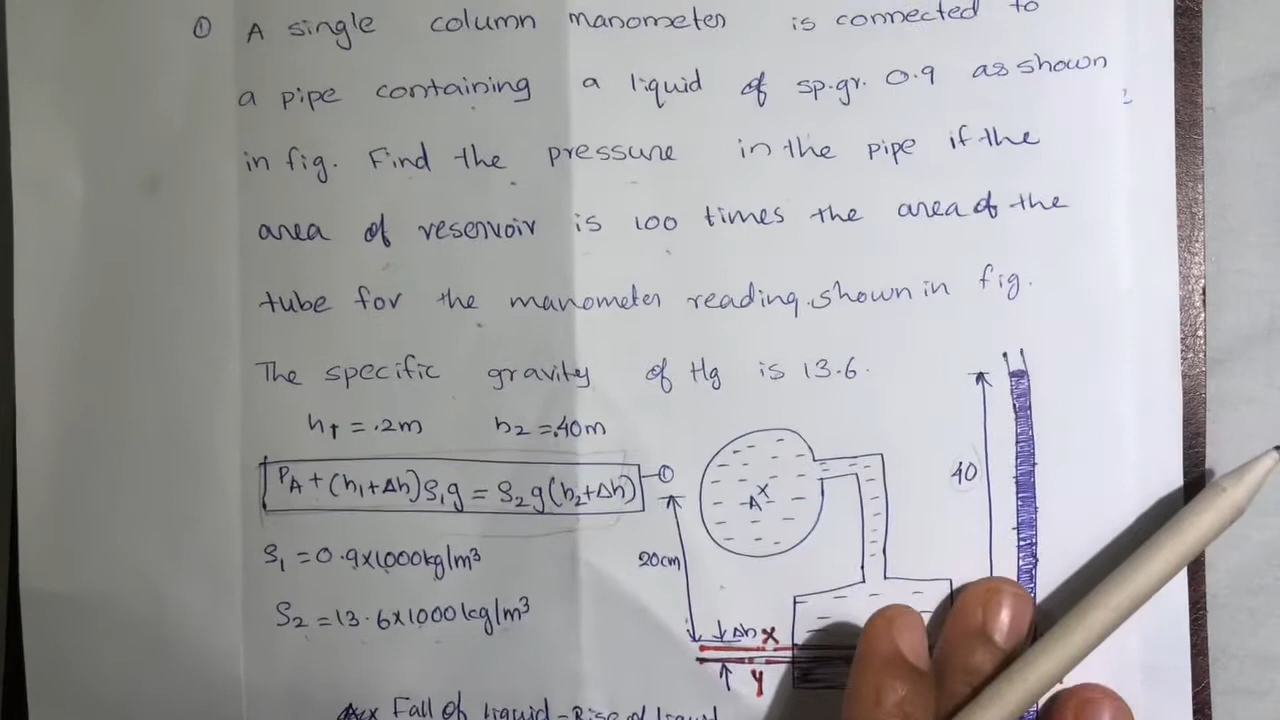 ① A single column manometer is connected to
a pipe containing a liquid of sp.gr. 0.9 as shown
in fig. Find the pressure in the pipe if the
area of reservoir is 100 times the area of the
tube for the manometer reading shown in fig.
The specific gravity of Hg is 13.6.
h1 = .2m h2 = .40m
PA + (h1+Δh)S1g = S2g(h2+Δh) ①
S1 = 0.9x1000kg/m³
S2 = 13.6x1000kg/m³
A
40
20cm
Δh X
Y
Fall of liquid = Rise of liquid